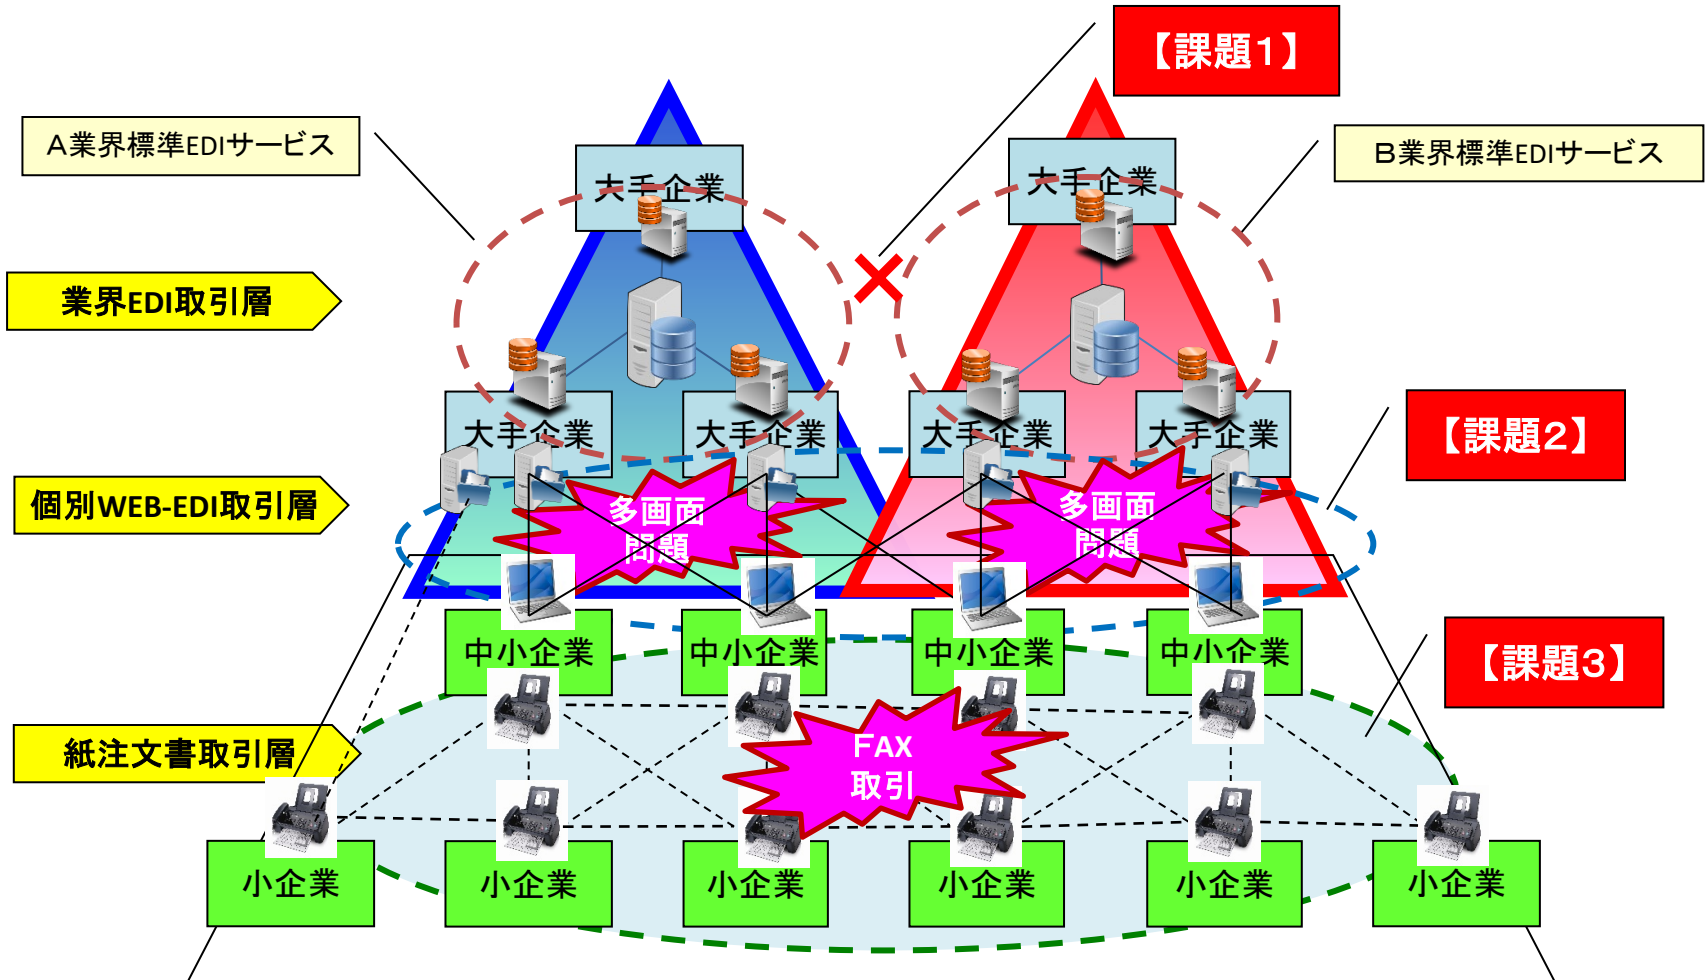 【課題1】
A業界標準EDIサービス
B業界標準EDIサービス
大手企業
大手企業
業界EDI取引層
大手企業
大手企業
大手企業
大手企業
【課題2】
個別WEB-EDI取引層
多画面
問題
多画面
問題
中小企業
中小企業
中小企業
中小企業
【課題3】
紙注文書取引層
FAX
取引
小企業
小企業
小企業
小企業
小企業
小企業